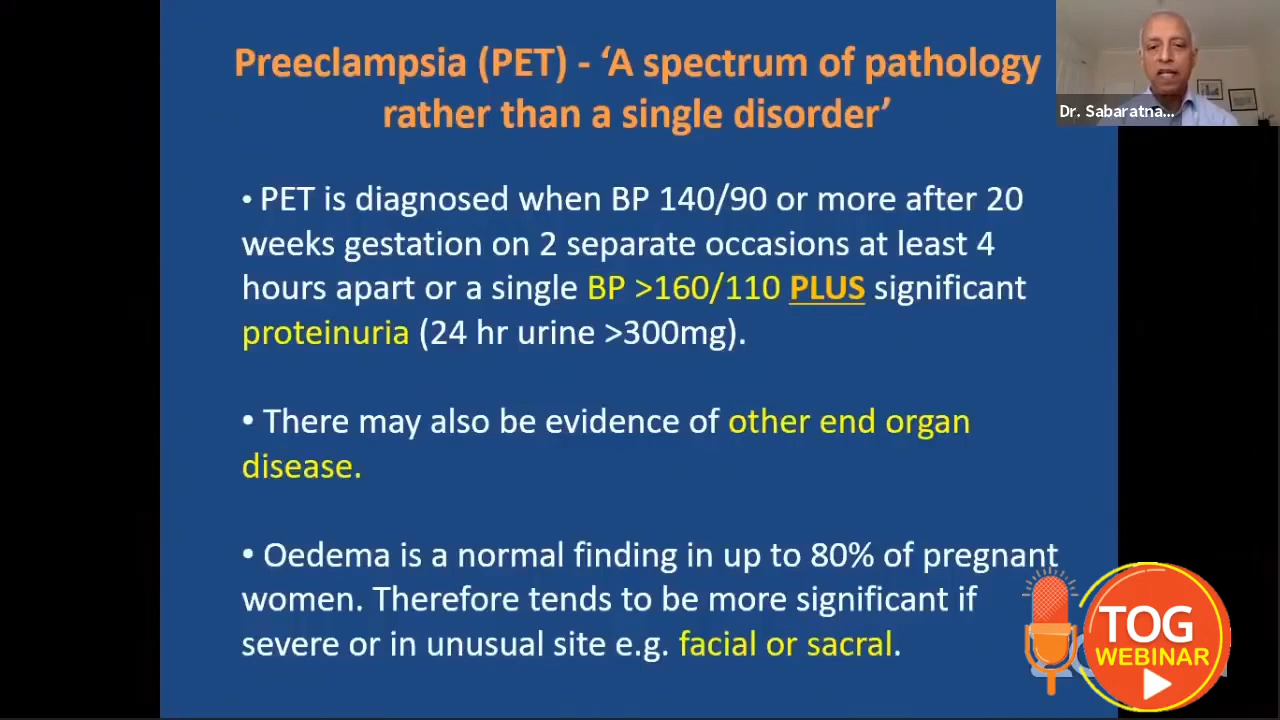 Preeclampsia (PET) - ‘A spectrum of pathology
rather than a single disorder’
Dr. Sabaratna...
• PET is diagnosed when BP 140/90 or more after 20
weeks gestation on 2 separate occasions at least 4
hours apart or a single BP >160/110 PLUS significant
proteinuria (24 hr urine >300mg).
• There may also be evidence of other end organ
disease.
• Oedema is a normal finding in up to 80% of pregnant
women. Therefore tends to be more significant if
severe or in unusual site e.g. facial or sacral.
TOG
WEBINAR